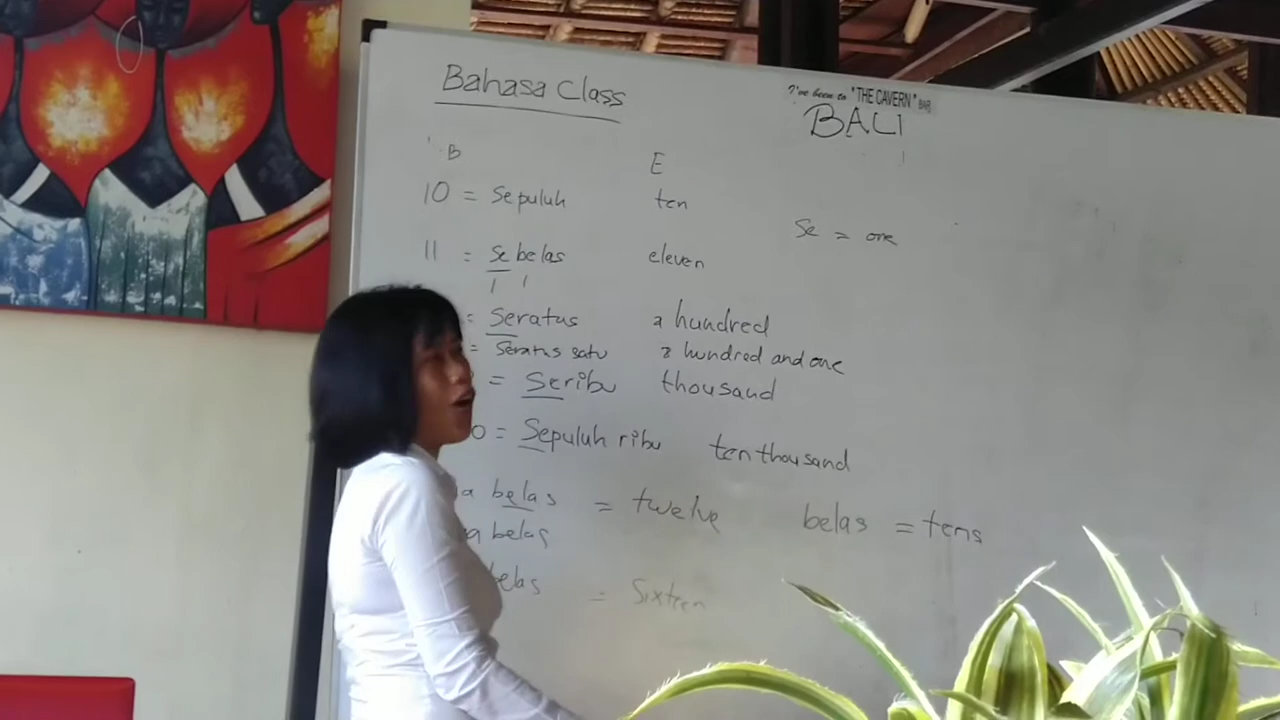 Bahasa Class
I've been to "THE CAVERN" BAR
BALI
B E
10 = Sepuluh ten
Se = one
11 = Sebelas eleven
= Seratus a hundred
= Seratus satu a hundred and one
= Seribu thousand
0 = Sepuluh ribu ten thousand
a belas = twelve belas = tens
a belas
belas = Sixteen